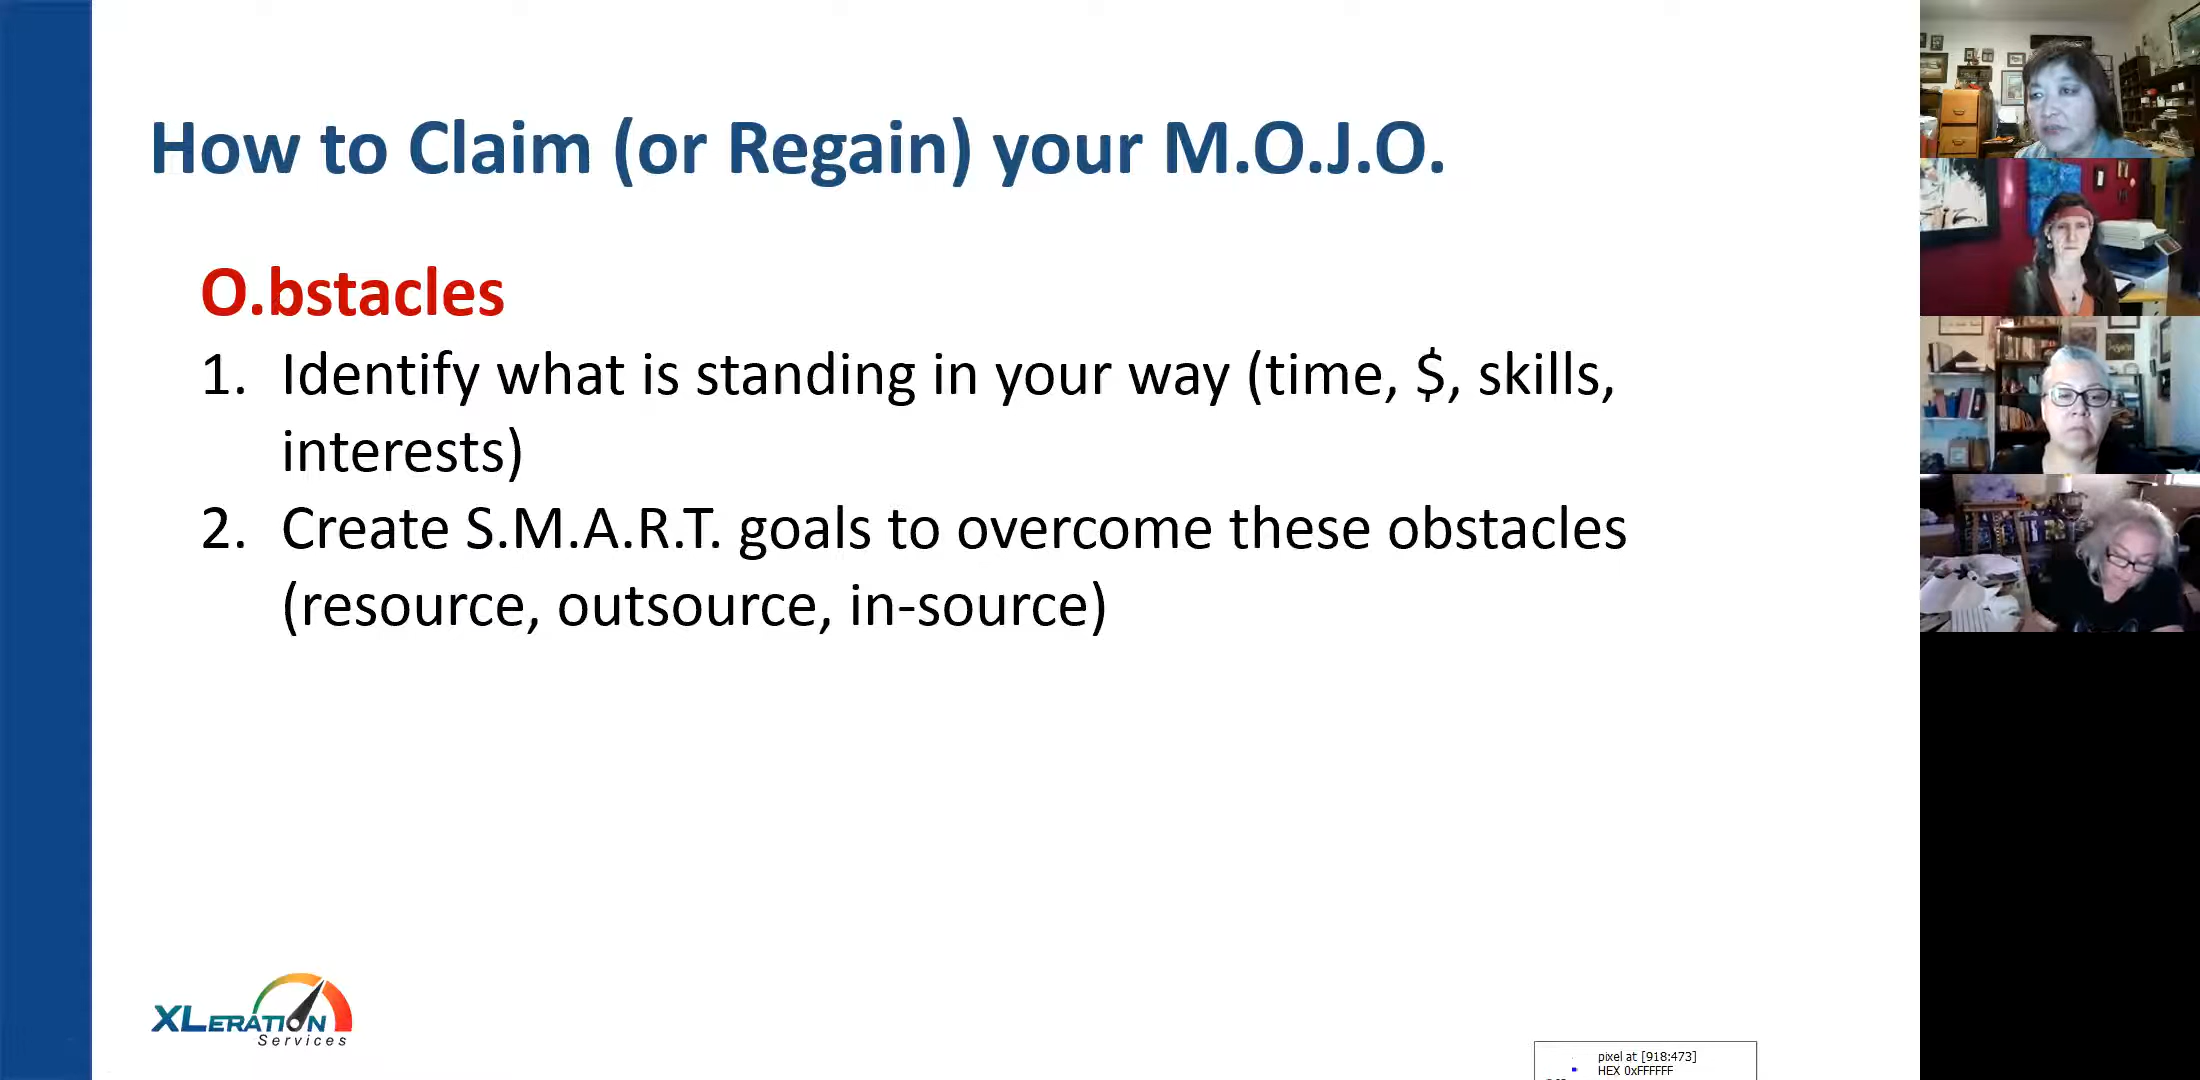 How to Claim (or Regain) your M.O.J.O.
O.bstacles
1. Identify what is standing in your way (time, $, skills,
interests)
2. Create S.M.A.R.T. goals to overcome these obstacles
(resource, outsource, in-source)
XLERATION
Services
pixel at [918:473]
HEX 0xFFFFFF